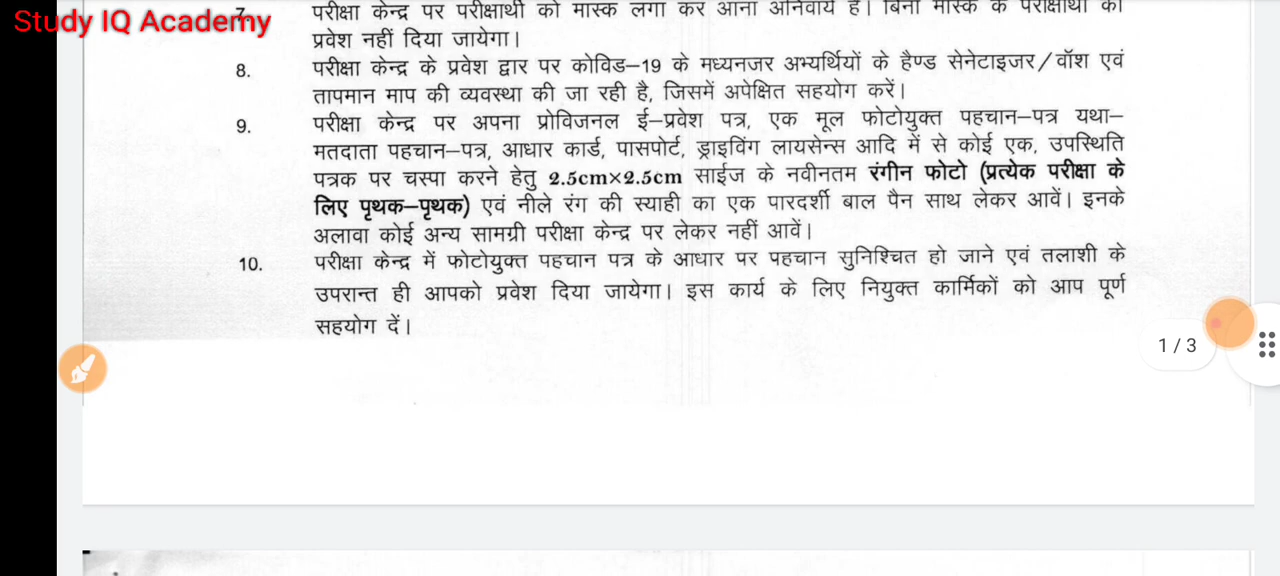 Study IQ Academy
7. परीक्षा केन्द्र पर परीक्षार्थी को मास्क लगा कर आना अनिवार्य है। बिना मास्क के परीक्षार्थी को
प्रवेश नहीं दिया जायेगा।
8. परीक्षा केन्द्र के प्रवेश द्वार पर कोविड–19 के मध्यनजर अभ्यर्थियों के हैण्ड सेनेटाइजर/वॉश एवं
तापमान माप की व्यवस्था की जा रही है, जिसमें अपेक्षित सहयोग करें।
9. परीक्षा केन्द्र पर अपना प्रोविजनल ई–प्रवेश पत्र, एक मूल फोटोयुक्त पहचान–पत्र यथा–
मतदाता पहचान–पत्र, आधार कार्ड, पासपोर्ट, ड्राइविंग लायसेन्स आदि में से कोई एक, उपस्थिति
पत्रक पर चस्पा करने हेतु 2.5cm×2.5cm साईज के नवीनतम रंगीन फोटो (प्रत्येक परीक्षा के
लिए पृथक–पृथक) एवं नीले रंग की स्याही का एक पारदर्शी बाल पैन साथ लेकर आवें। इनके
अलावा कोई अन्य सामग्री परीक्षा केन्द्र पर लेकर नहीं आवें।
10. परीक्षा केन्द्र में फोटोयुक्त पहचान पत्र के आधार पर पहचान सुनिश्चित हो जाने एवं तलाशी के
उपरान्त ही आपको प्रवेश दिया जायेगा। इस कार्य के लिए नियुक्त कार्मिकों को आप पूर्ण
सहयोग दें।
1 / 3